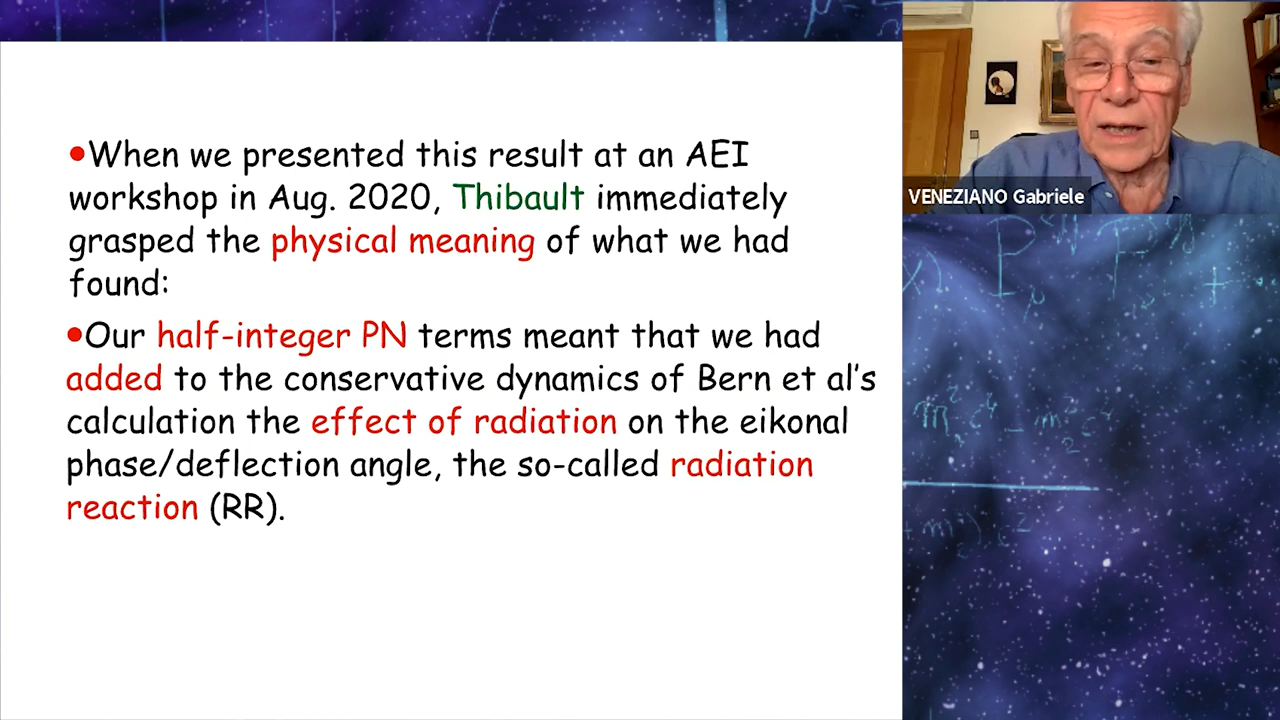 •When we presented this result at an AEI
workshop in Aug. 2020, Thibault immediately
grasped the physical meaning of what we had
found:
•Our half-integer PN terms meant that we had
added to the conservative dynamics of Bern et al's
calculation the effect of radiation on the eikonal
phase/deflection angle, the so-called radiation
reaction (RR).
VENEZIANO Gabriele